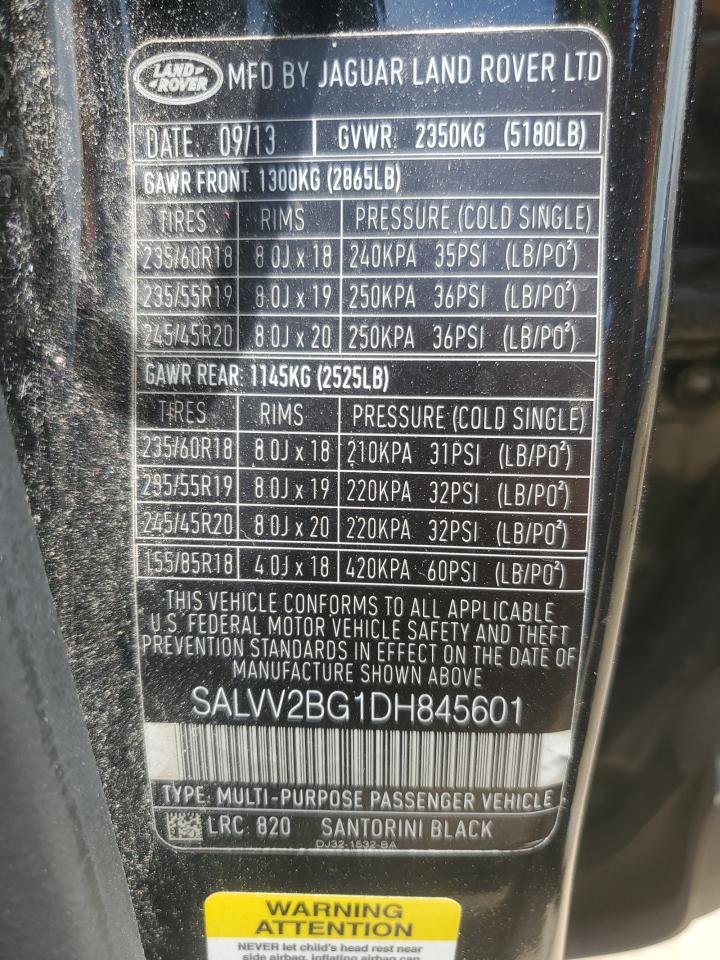 LAND-
-ROVER
MFD BY JAGUAR LAND ROVER LTD
DATE: 09/13 GVWR: 2350KG (5180LB)
GAWR FRONT: 1300KG (2865LB)
TIRES RIMS PRESSURE (COLD SINGLE)
235/60R18 8.0J x 18 240KPA 35PSI (LB/PO²)
235/55R19 8.0J x 19 250KPA 36PSI (LB/PO²)
245/45R20 8.0J x 20 250KPA 36PSI (LB/PO²)
GAWR REAR: 1145KG (2525LB)
TIRES RIMS PRESSURE (COLD SINGLE)
235/60R18 8.0J x 18 210KPA 31PSI (LB/PO²)
235/55R19 8.0J x 19 220KPA 32PSI (LB/PO²)
245/45R20 8.0J x 20 220KPA 32PSI (LB/PO²)
155/85R18 4.0J x 18 420KPA 60PSI (LB/PO²)
THIS VEHICLE CONFORMS TO ALL APPLICABLE
U.S. FEDERAL MOTOR VEHICLE SAFETY AND THEFT
PREVENTION STANDARDS IN EFFECT ON THE DATE OF
MANUFACTURE SHOWN ABOVE
SALVV2BG1DH845601
TYPE: MULTI-PURPOSE PASSENGER VEHICLE
LRC: 820 SANTORINI BLACK
DJ32-1532-BA
WARNING
ATTENTION
NEVER let child's head rest near
side airbag, inflating airbag can